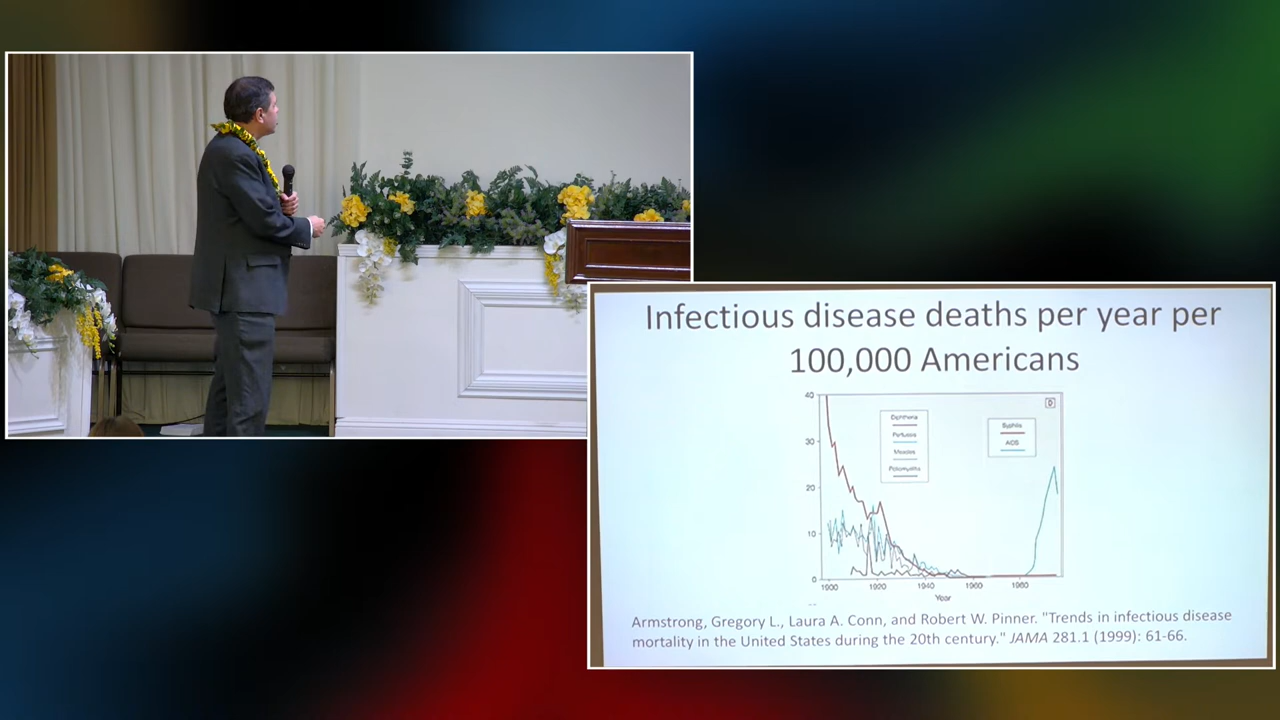 Infectious disease deaths per year per
100,000 Americans
D
40
30
20
10
0
Diphtheria
Pertussis
Measles
Poliomyelitis
Syphilis
AIDS
1900 1920 1940 1960 1980
Year
Armstrong, Gregory L., Laura A. Conn, and Robert W. Pinner. "Trends in infectious disease
mortality in the United States during the 20th century." JAMA 281.1 (1999): 61-66.